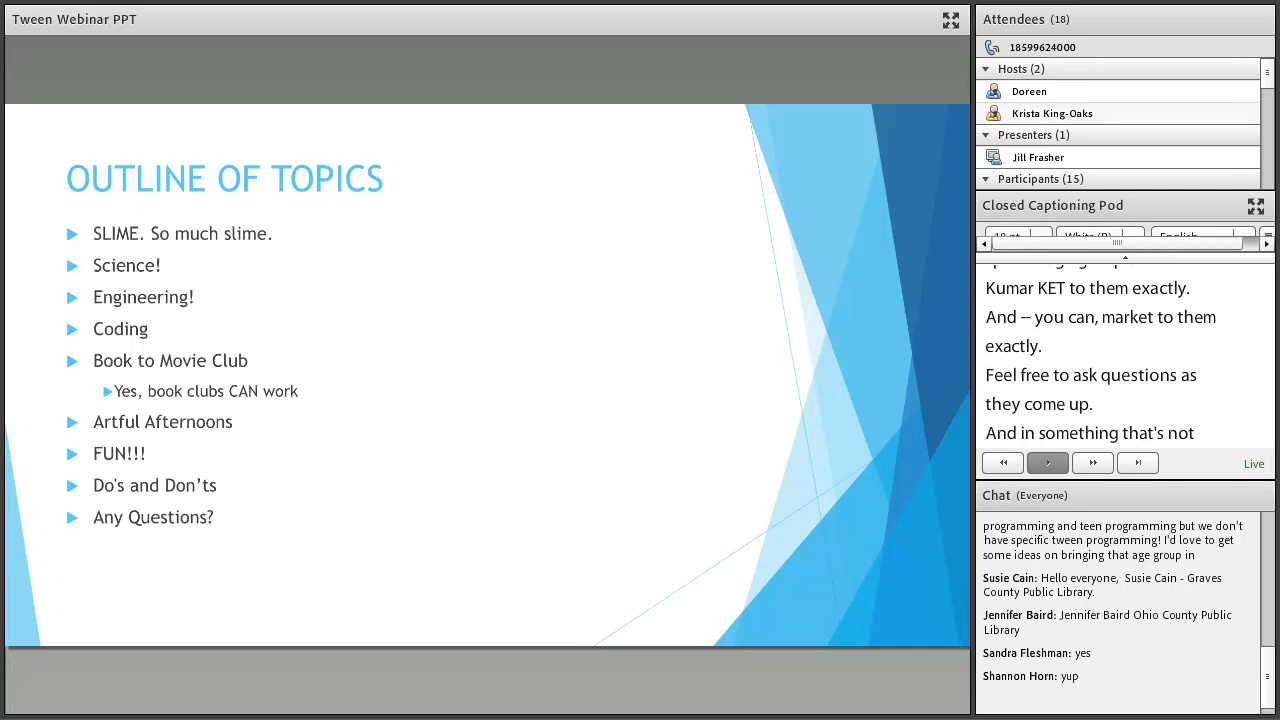 Tween Webinar PPT
OUTLINE OF TOPICS
SLIME. So much slime.
Science!
Engineering!
Coding
Book to Movie Club
Yes, book clubs CAN work
Artful Afternoons
FUN!!!
Do's and Don’ts
Any Questions?
Attendees (18)
18599624000
Hosts (2)
Doreen
Krista King-Oaks
Presenters (1)
Jill Frasher
Participants (15)
Closed Captioning Pod
Kumar KET to them exactly.
And -- you can, market to them
exactly.
Feel free to ask questions as
they come up.
And in something that's not
Live
Chat (Everyone)
programming and teen programming but we don't
have specific tween programming! I'd love to get
some ideas on bringing that age group in
Susie Cain: Hello everyone, Susie Cain - Graves
County Public Library.
Jennifer Baird: Jennifer Baird Ohio County Public
Library
Sandra Fleshman: yes
Shannon Horn: yup